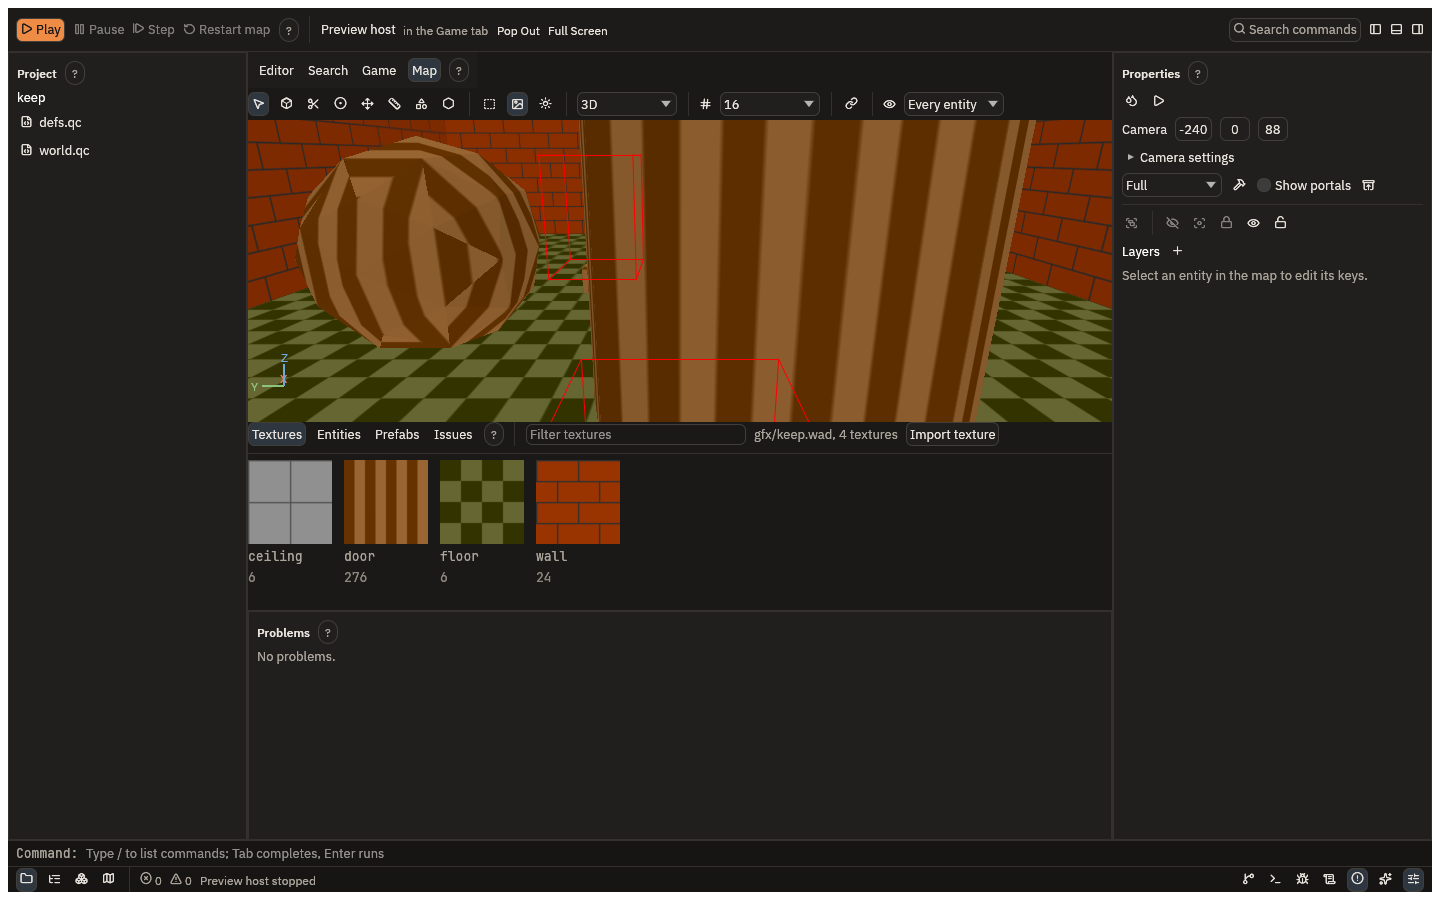 Play Pause Step Restart map ? Preview host in the Game tab Pop Out Full Screen Search commands
Project ?
keep
defs.qc
world.qc
Editor Search Game Map ?
3D 16 Every entity
Z
X
Y
Textures Entities Prefabs Issues ? Filter textures gfx/keep.wad, 4 textures Import texture
ceiling door floor wall
6 276 6 24
Problems ?
No problems.
Properties ?
Camera -240 0 88
Camera settings
Full Show portals
Layers +
Select an entity in the map to edit its keys.
Command: Type / to list commands; Tab completes, Enter runs
0 0 Preview host stopped